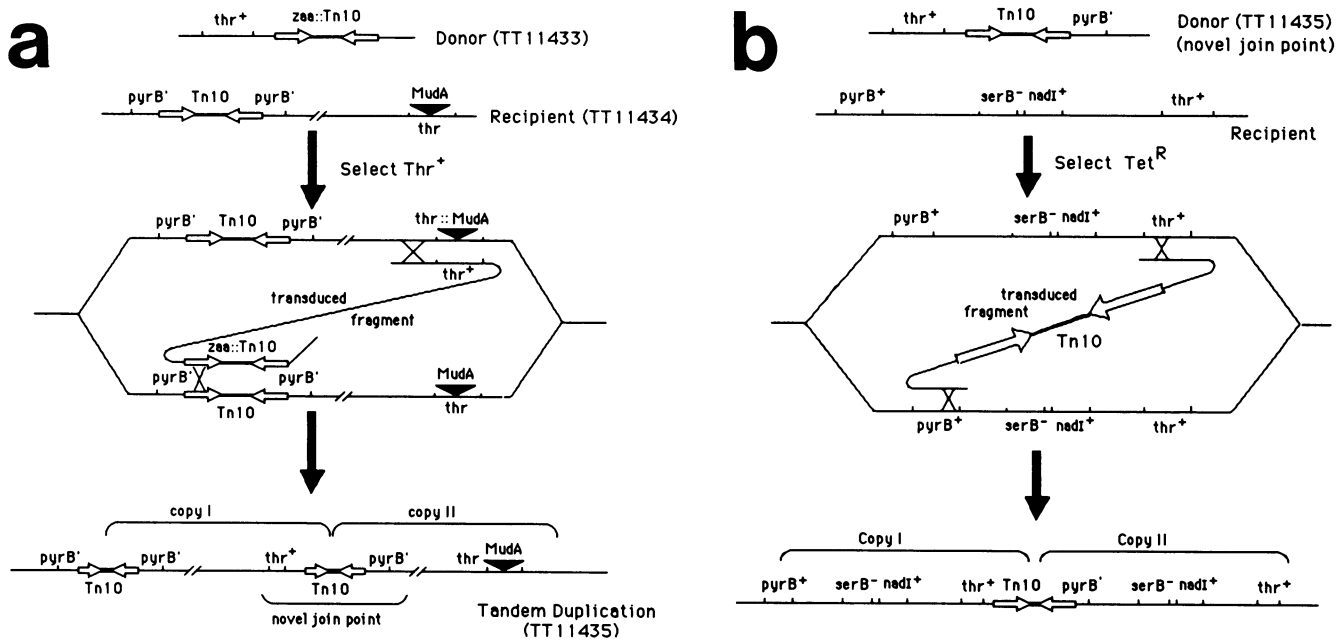 a
thr+ zaa::Tn10
Donor (TT11433)
pyrB' Tn10 pyrB' MudA
thr
Recipient (TT11434)
Select Thr+
pyrB' Tn10 pyrB' thr::MudA
thr+
transduced
fragment
zaa::Tn10
pyrB' pyrB' MudA
Tn10 thr
copy I copy II
pyrB' pyrB' thr+ pyrB' thr MudA
Tn10 Tn10
novel join point
Tandem Duplication
(TT11435)
b
thr+ Tn10 pyrB'
Donor (TT11435)
(novel join point)
pyrB+ serB- nadI+ thr+
Recipient
Select TetR
pyrB+ serB- nadI+ thr+
transduced
fragment
Tn10
pyrB+ serB- nadI+ thr+
Copy I Copy II
pyrB+ serB- nadI+ thr+ Tn10 pyrB' serB- nadI+ thr+